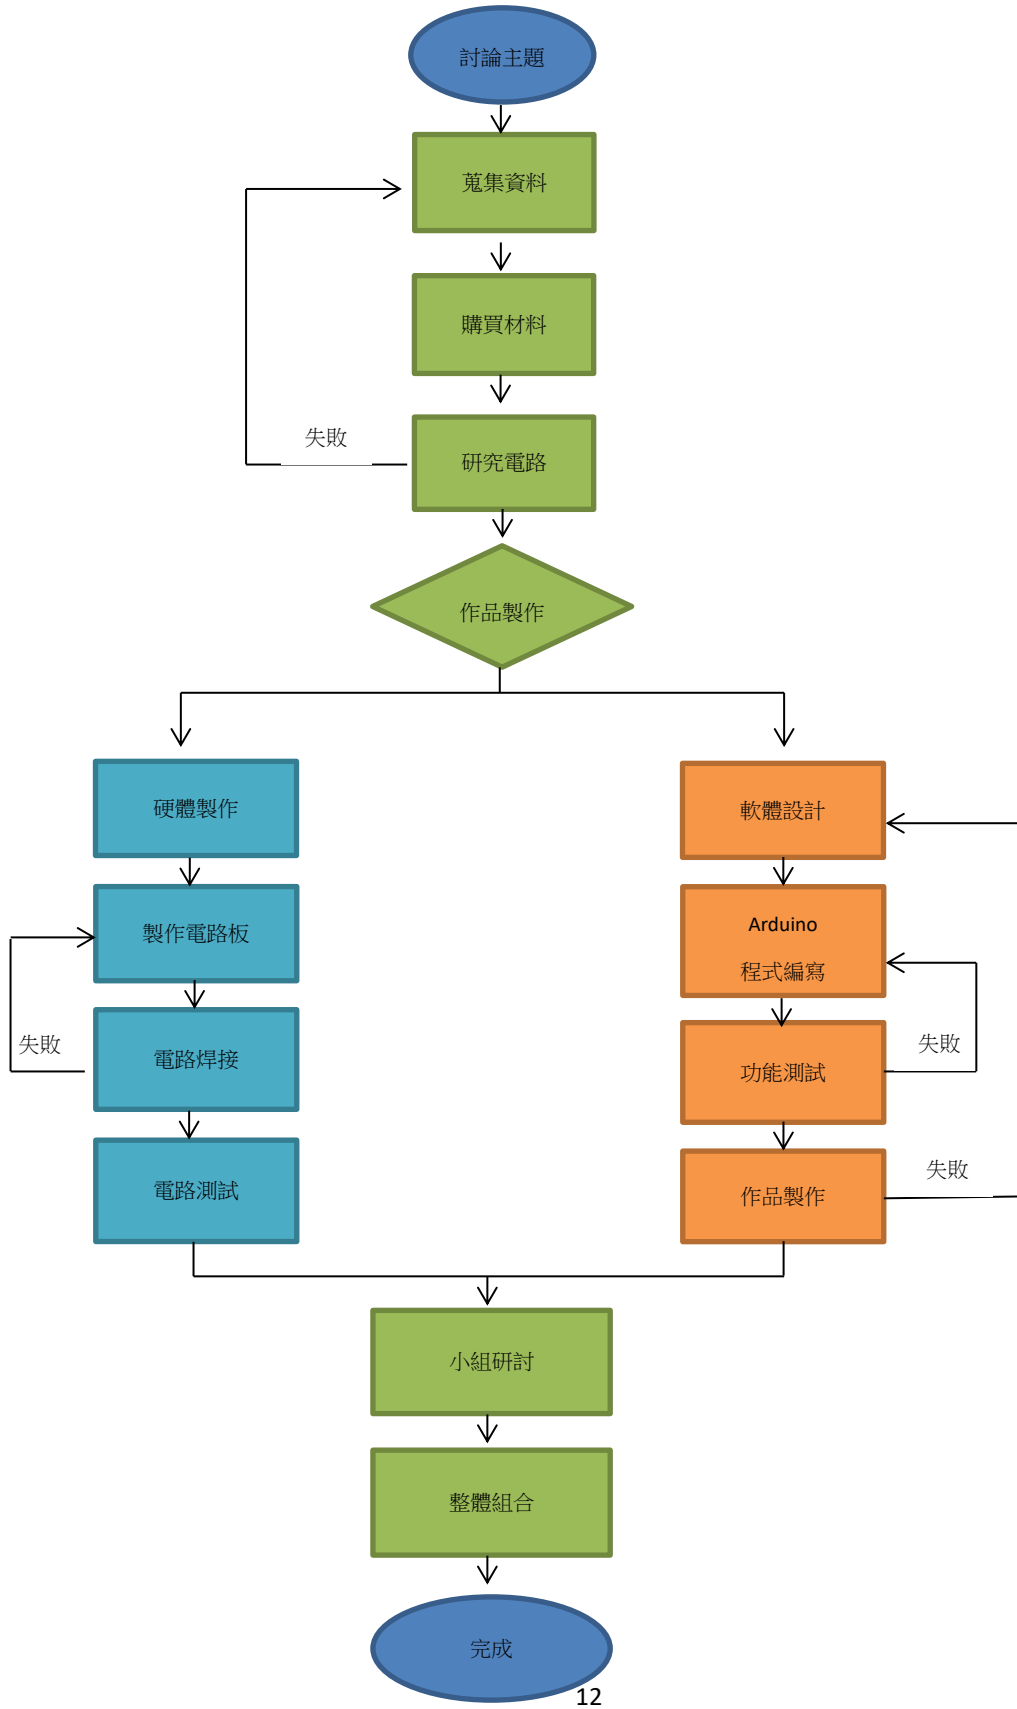 討論主題
蒐集資料
購買材料
失敗
研究電路
作品製作
硬體製作
製作電路板
失敗
電路焊接
電路測試
軟體設計
Arduino
程式編寫
失敗
功能測試
失敗
作品製作
小組研討
整體組合
完成
12